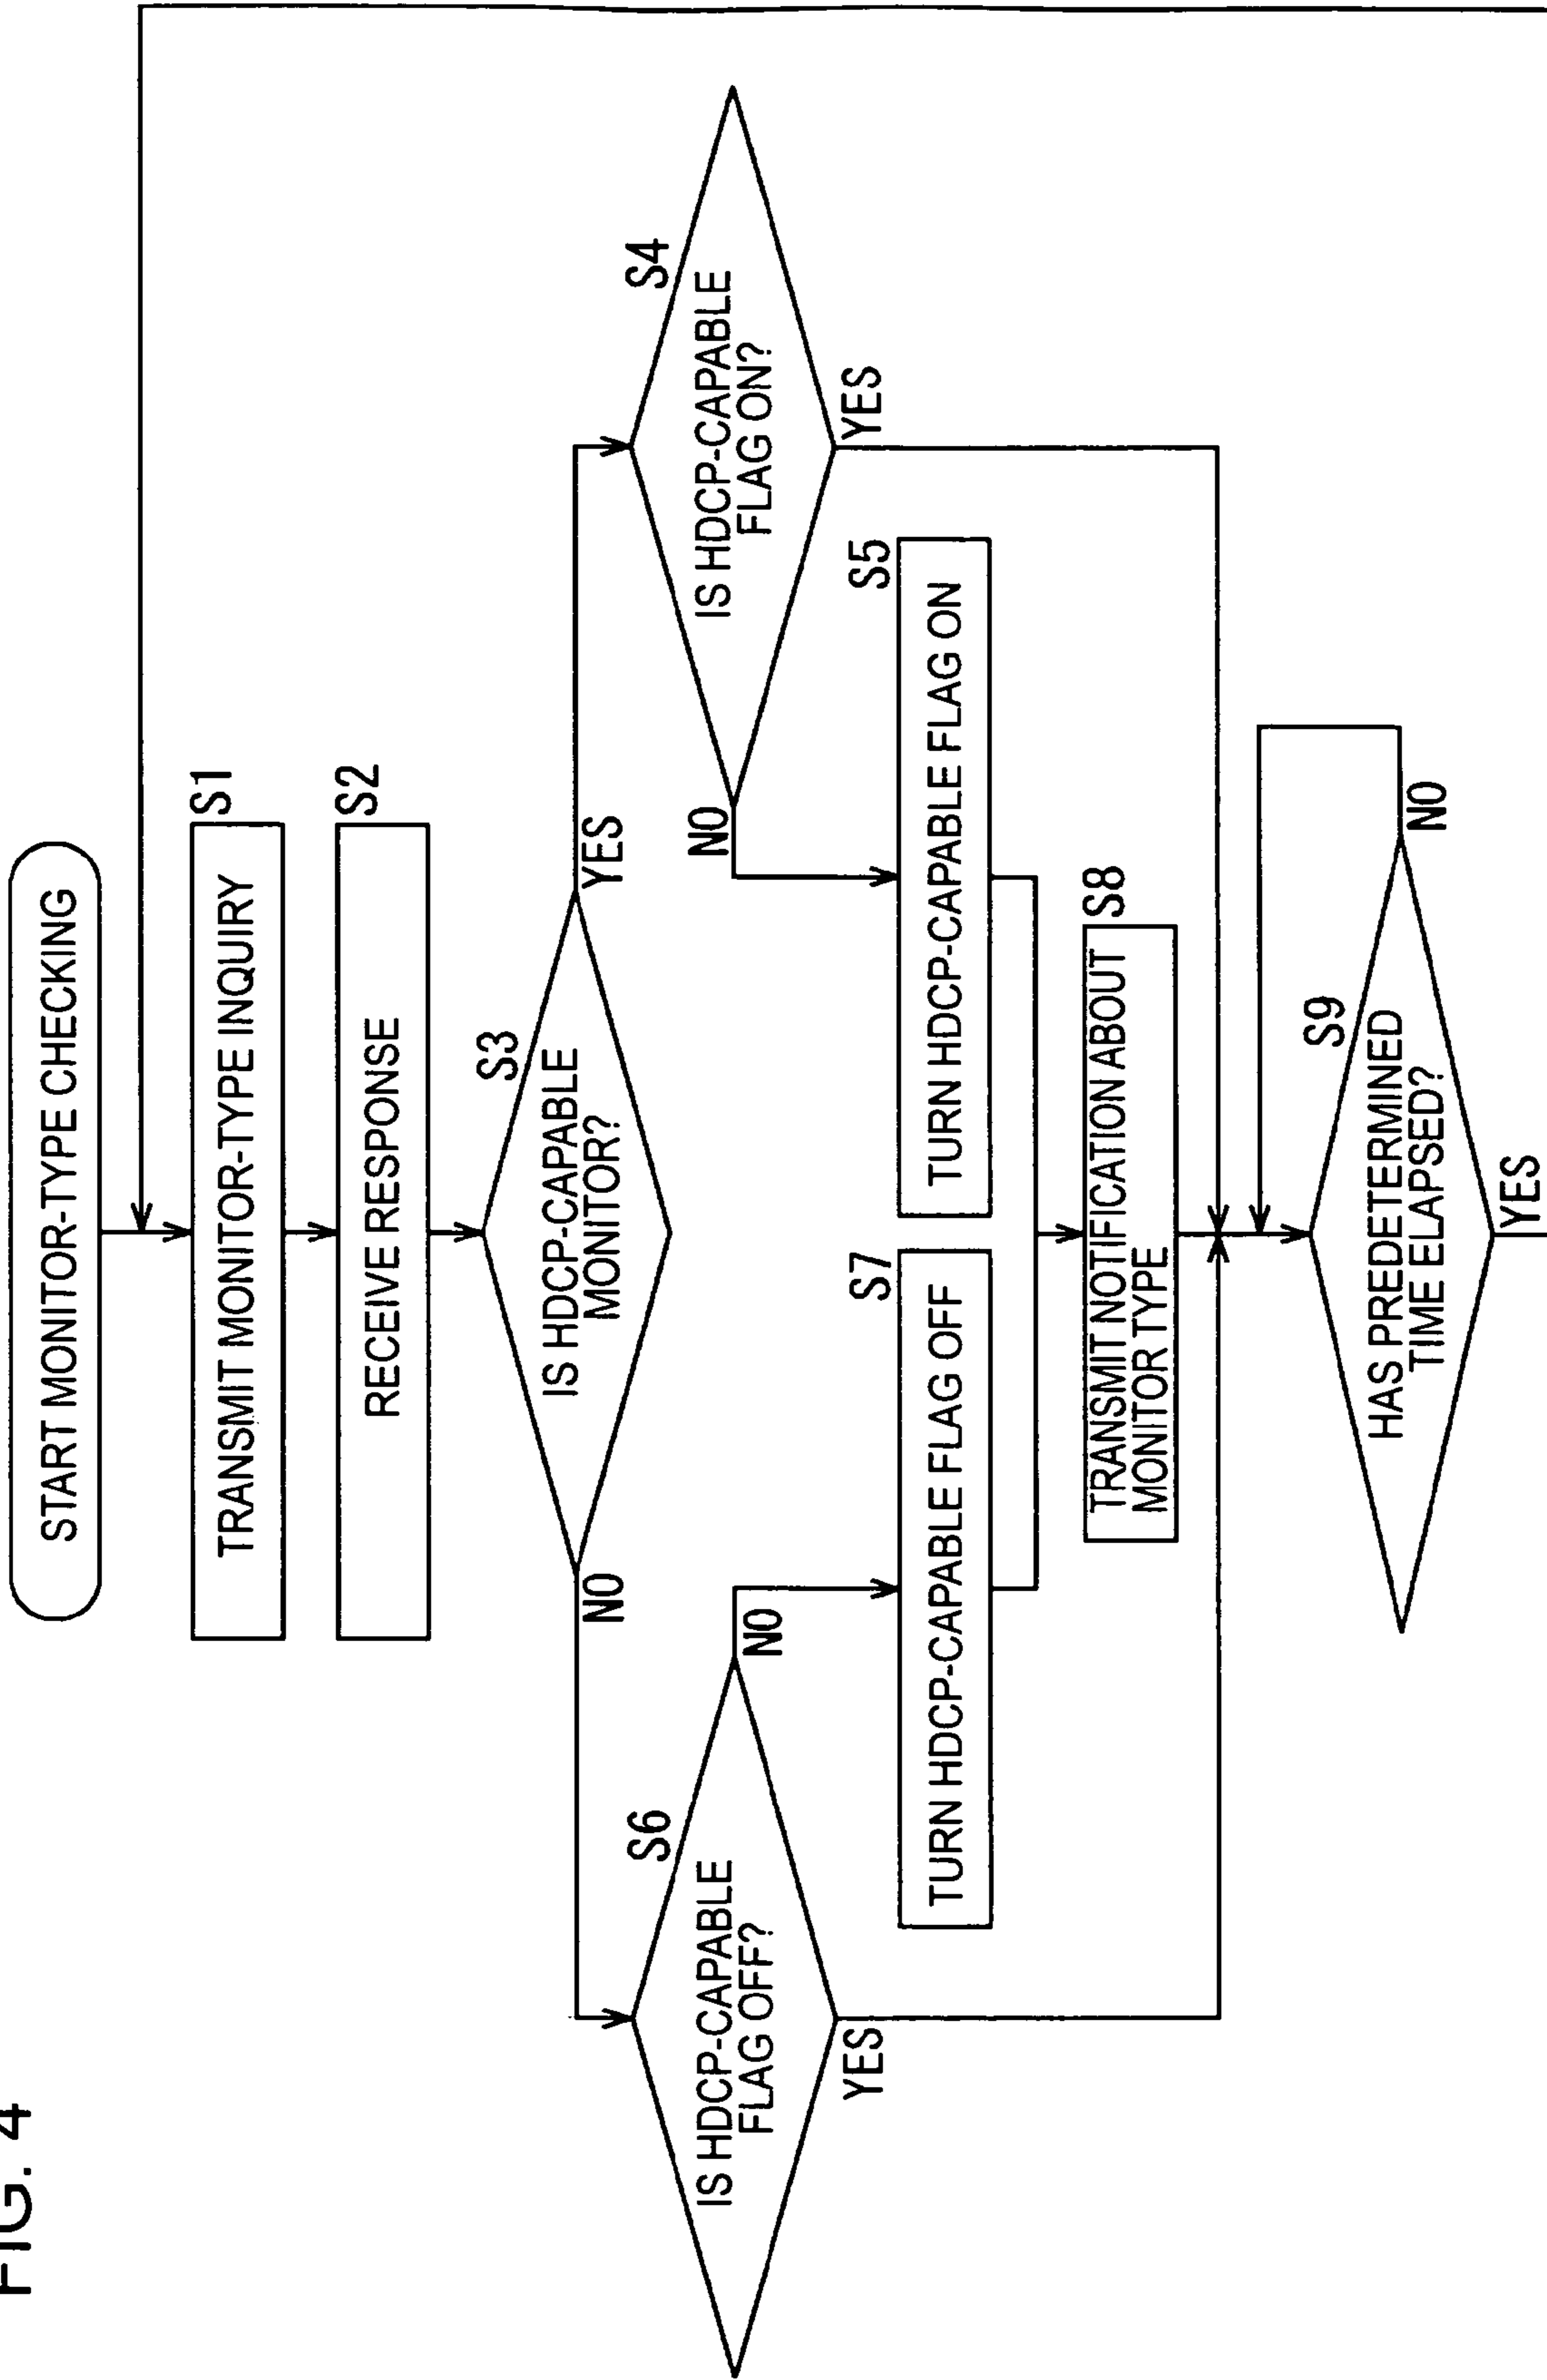 FIG. 4
START MONITOR-TYPE CHECKING
S1
TRANSMIT MONITOR-TYPE INQUIRY
S2
RECEIVE RESPONSE
S3
IS HDCP-CAPABLE
MONITOR?
NO
YES
S6
IS HDCP-CAPABLE
FLAG OFF?
NO
YES
S4
IS HDCP-CAPABLE
FLAG ON?
NO
YES
S7
TURN HDCP-CAPABLE FLAG OFF
S5
TURN HDCP-CAPABLE FLAG ON
S8
TRANSMIT NOTIFICATION ABOUT
MONITOR TYPE
S9
HAS PREDETERMINED
TIME ELAPSED?
NO
YES